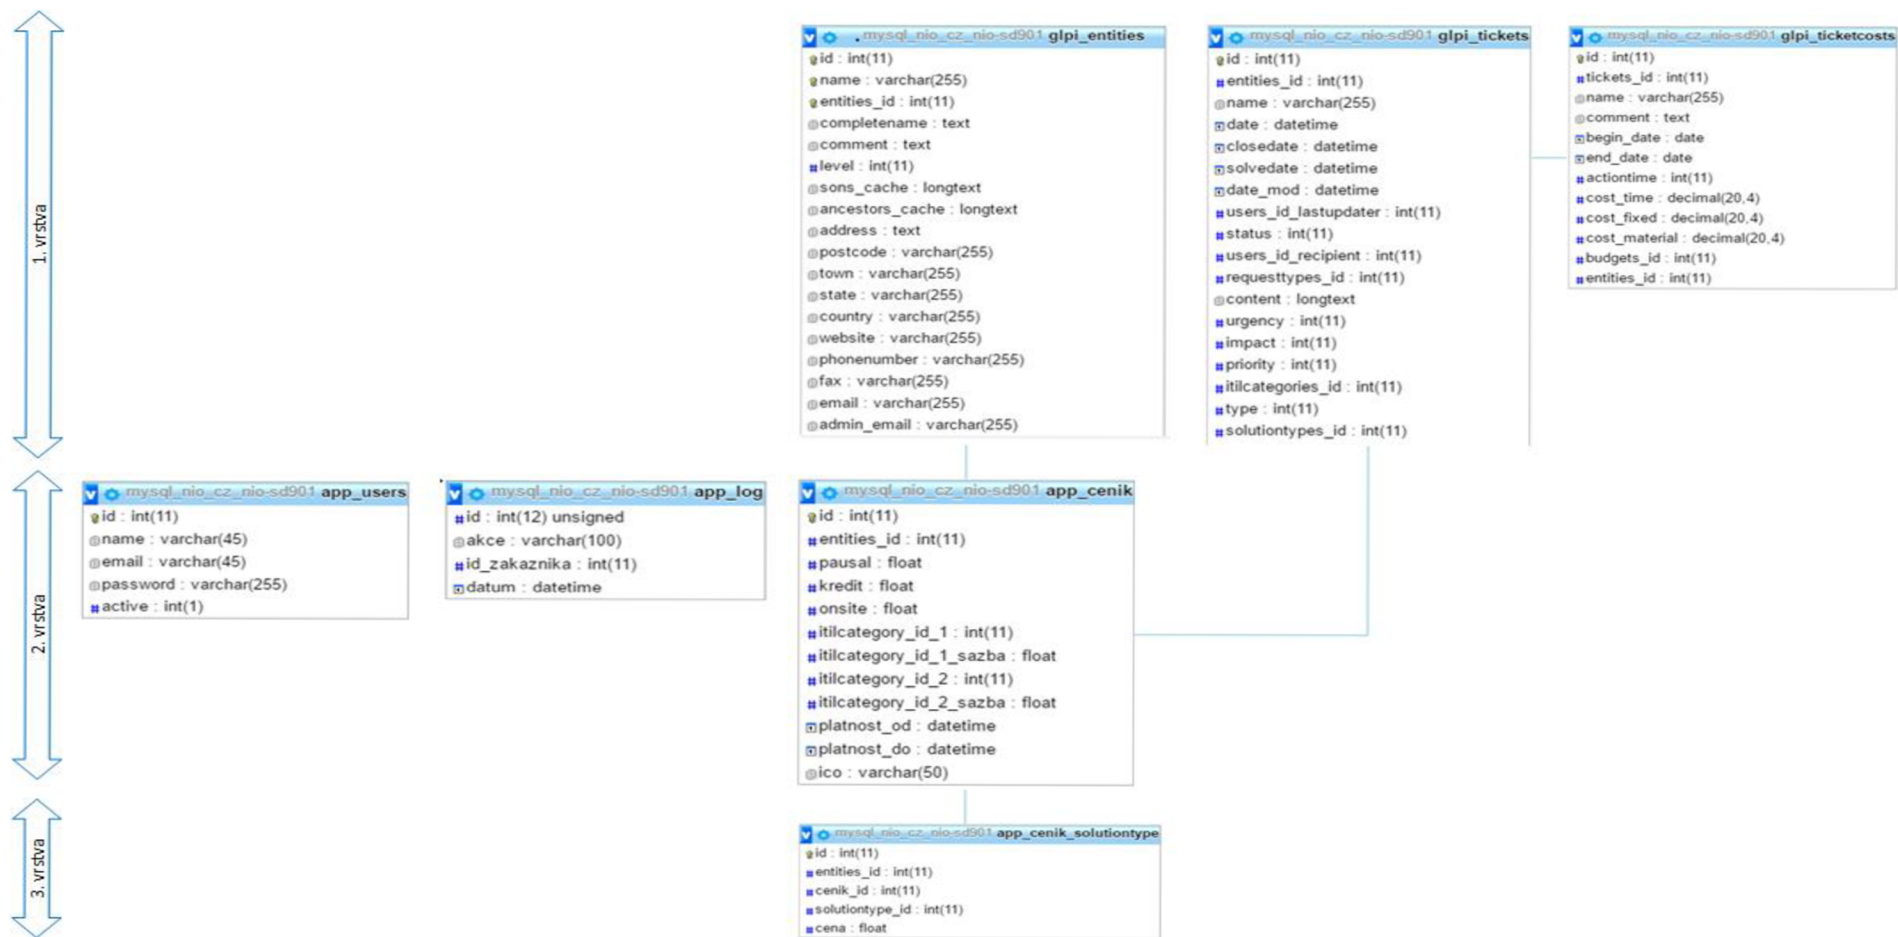 1. vrstva
mysql_nio_cz_nio-sd901 glpi_entities
id : int(11)
name : varchar(255)
entities_id : int(11)
completename : text
comment : text
level : int(11)
sons_cache : longtext
ancestors_cache : longtext
address : text
postcode : varchar(255)
town : varchar(255)
state : varchar(255)
country : varchar(255)
website : varchar(255)
phonenumber : varchar(255)
fax : varchar(255)
email : varchar(255)
admin_email : varchar(255)
mysql_nio_cz_nio-sd901 glpi_tickets
id : int(11)
entities_id : int(11)
name : varchar(255)
date : datetime
closedate : datetime
solvedate : datetime
date_mod : datetime
users_id_lastupdater : int(11)
status : int(11)
users_id_recipient : int(11)
requesttypes_id : int(11)
content : longtext
urgency : int(11)
impact : int(11)
priority : int(11)
itilcategories_id : int(11)
type : int(11)
solutiontypes_id : int(11)
mysql_nio_cz_nio-sd901 glpi_ticketcosts
id : int(11)
tickets_id : int(11)
name : varchar(255)
comment : text
begin_date : date
end_date : date
actiontime : int(11)
cost_time : decimal(20,4)
cost_fixed : decimal(20,4)
cost_material : decimal(20,4)
budgets_id : int(11)
entities_id : int(11)
2. vrstva
mysql_nio_cz_nio-sd901 app_users
id : int(11)
name : varchar(45)
email : varchar(45)
password : varchar(255)
active : int(1)
mysql_nio_cz_nio-sd901 app_log
id : int(12) unsigned
akce : varchar(100)
id_zakaznika : int(11)
datum : datetime
mysql_nio_cz_nio-sd901 app_cenik
id : int(11)
entities_id : int(11)
pausal : float
kredit : float
onsite : float
itilcategory_id_1 : int(11)
itilcategory_id_1_sazba : float
itilcategory_id_2 : int(11)
itilcategory_id_2_sazba : float
platnost_od : datetime
platnost_do : datetime
ico : varchar(50)
3. vrstva
mysql_nio_cz_nio-sd901 app_cenik_solutiontype
id : int(11)
entities_id : int(11)
cenik_id : int(11)
solutiontype_id : int(11)
cena : float